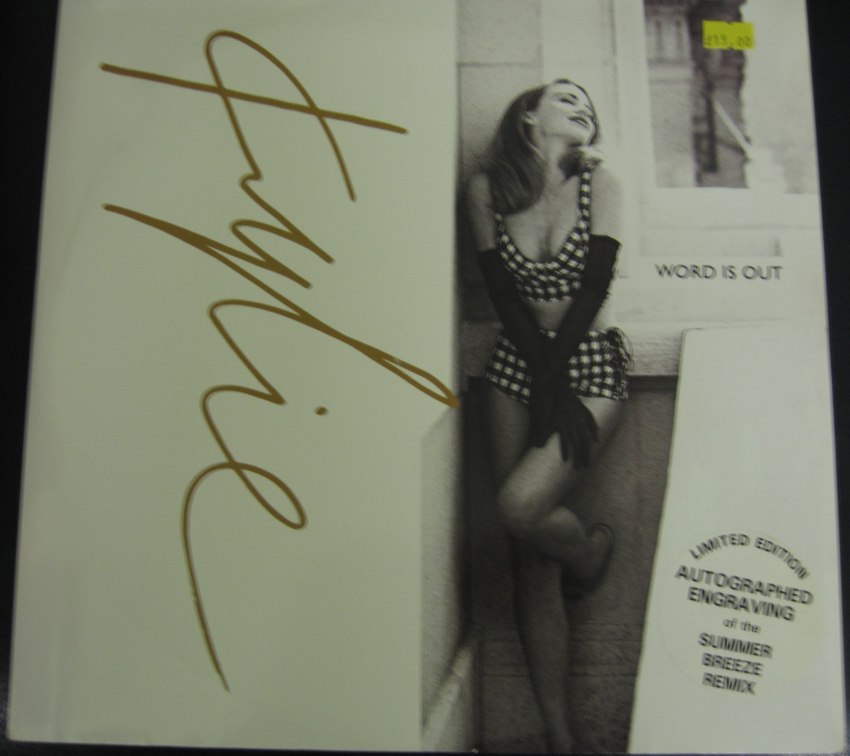 kylie
WORD IS OUT
LIMITED EDITION
AUTOGRAPHED
ENGRAVING
of the
SUMMER
BREEZE
REMIX